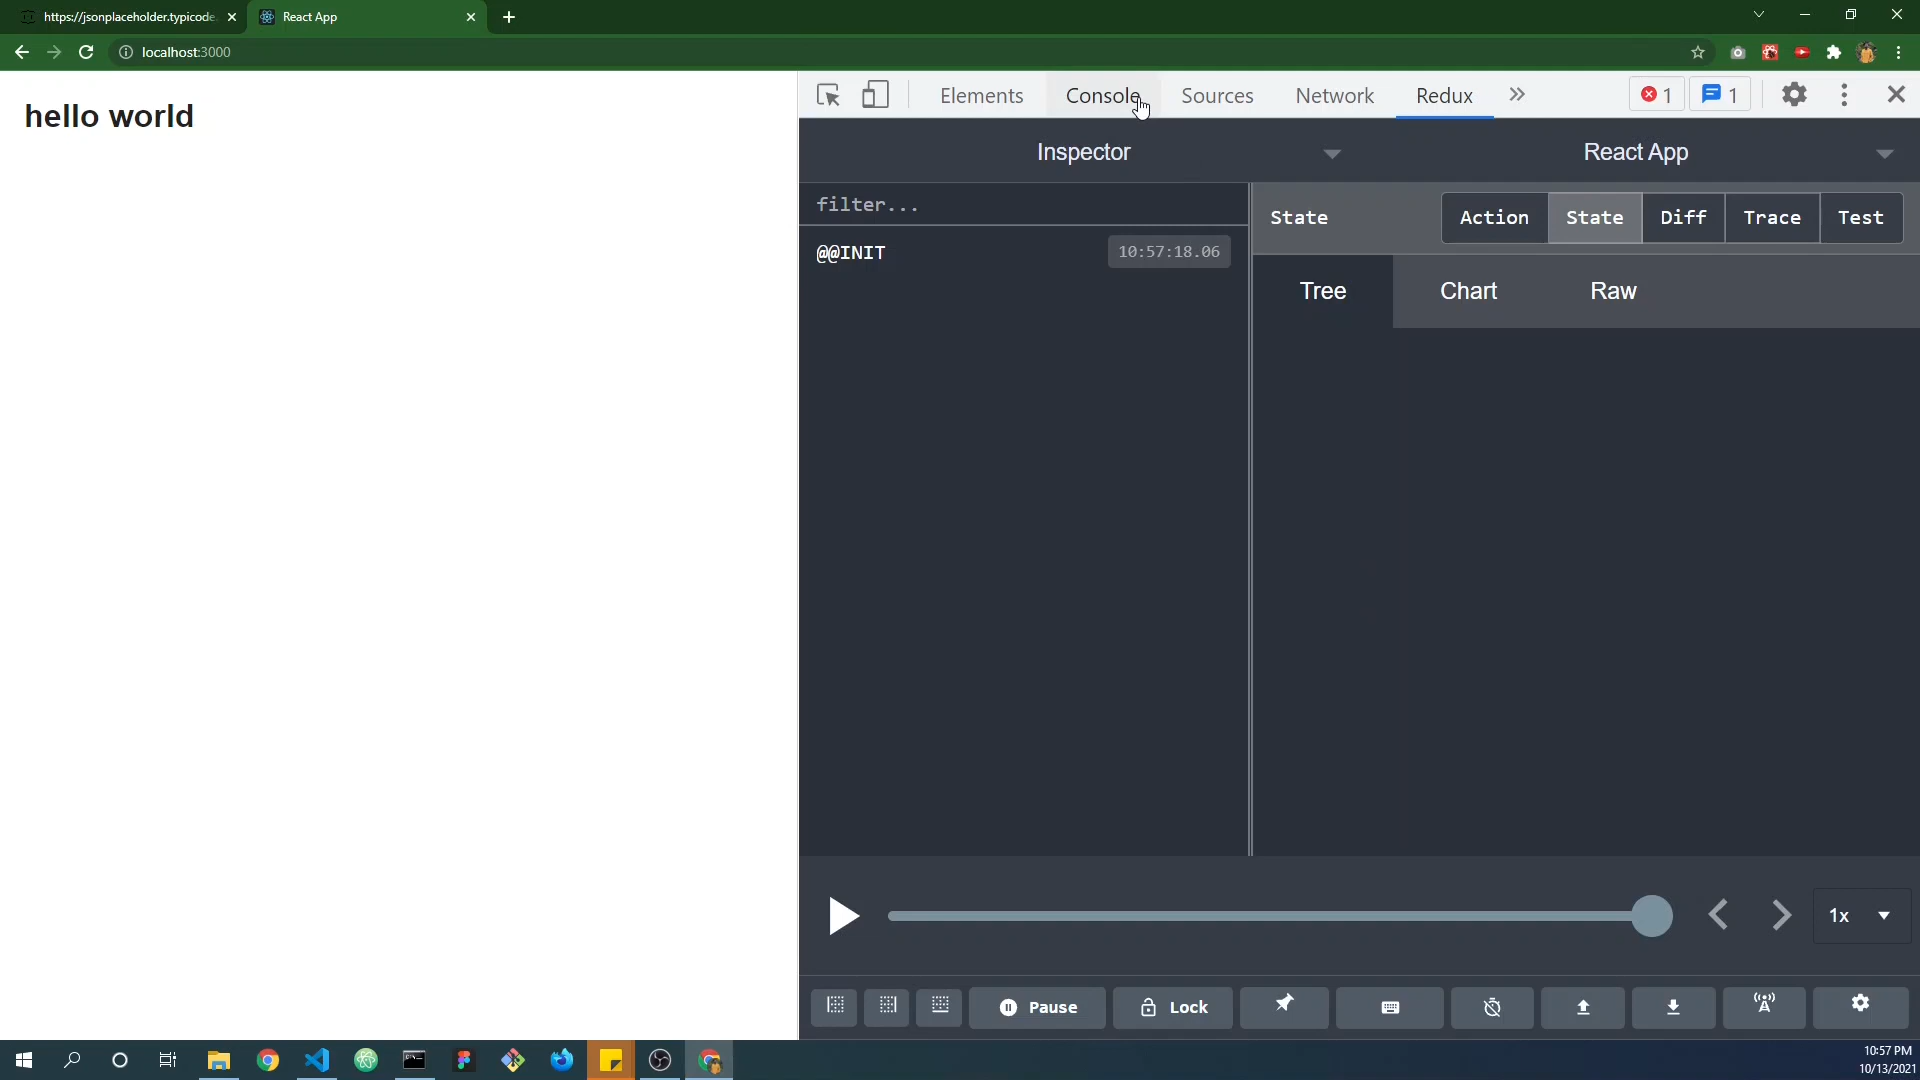 https://jsonplaceholder.typicode.
React App
localhost:3000
hello world
Elements
Console
Sources
Network
Redux
1
1
Inspector
React App
filter...
State
Action
State
Diff
Trace
Test
@@INIT
10:57:18.06
Tree
Chart
Raw
1x
Pause
Lock
10:57 PM
10/13/2021